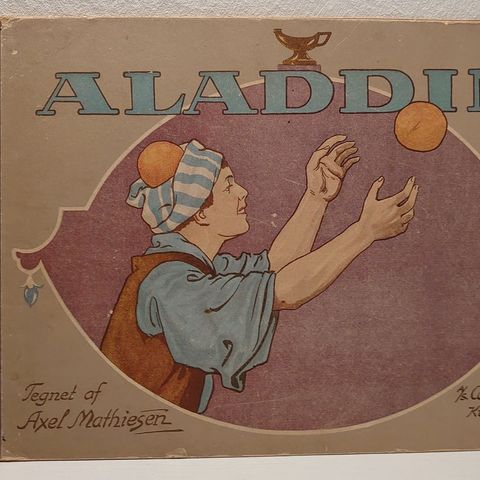 ALADDI
Tegnet af
Axel Mathiesen